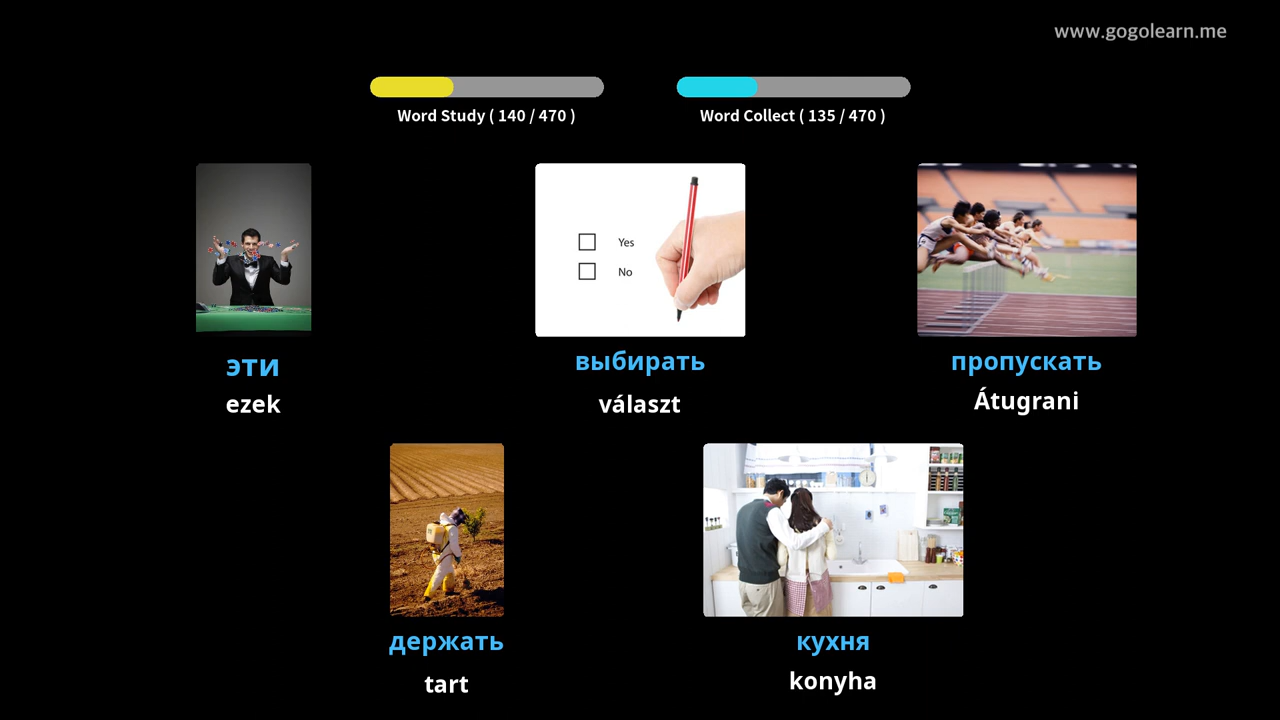 www.gogolearn.me
Word Study ( 140 / 470 )
Word Collect ( 135 / 470 )
Yes
No
эти
ezek
выбирать
választ
пропускать
Átugrani
держать
tart
кухня
konyha